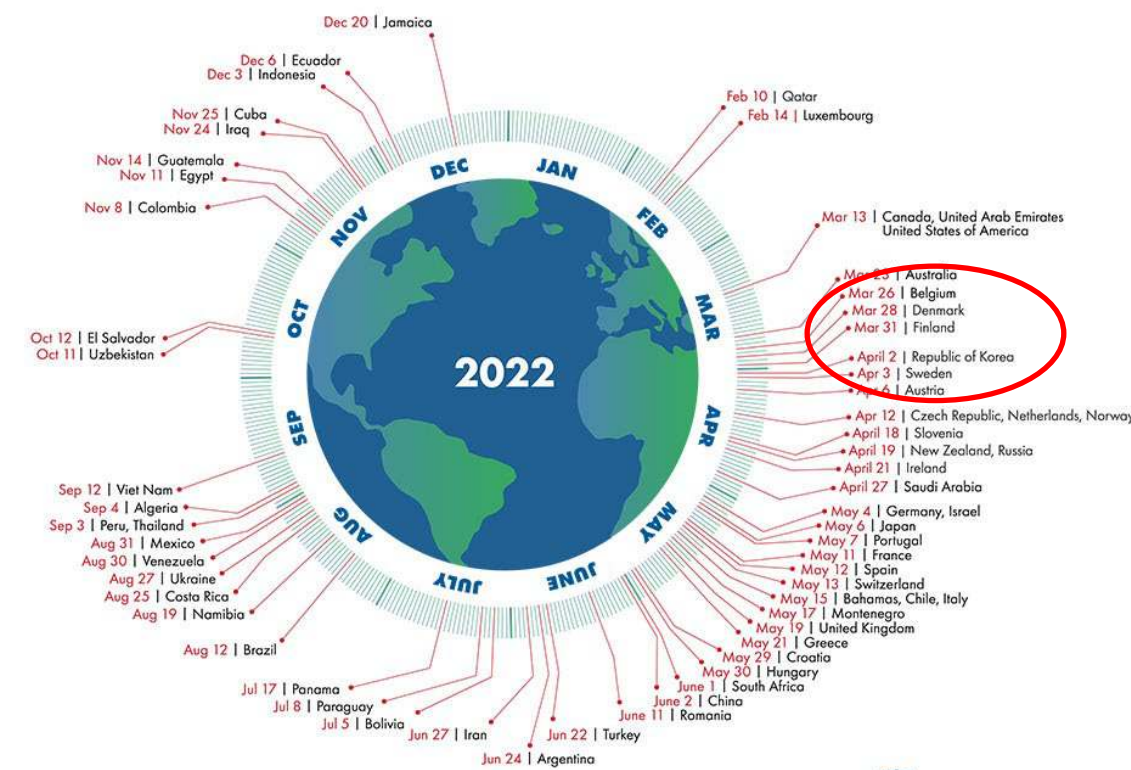 Dec 20 | Jamaica
Dec 6 | Ecuador
Dec 3 | Indonesia
Nov 25 | Cuba
Nov 24 | Iraq
Nov 14 | Guatemala
Nov 11 | Egypt
Nov 8 | Colombia
Oct 12 | El Salvador
Oct 11 | Uzbekistan
Sep 12 | Viet Nam
Sep 4 | Algeria
Sep 3 | Peru, Thailand
Aug 31 | Mexico
Aug 30 | Venezuela
Aug 27 | Ukraine
Aug 25 | Costa Rica
Aug 19 | Namibia
Aug 12 | Brazil
Jul 17 | Panama
Jul 8 | Paraguay
Jul 5 | Bolivia
Jun 27 | Iran
Jun 24 | Argentina
Jun 22 | Turkey
Feb 10 | Qatar
Feb 14 | Luxembourg
Mar 13 | Canada, United Arab Emirates
United States of America
Mar 23 | Australia
Mar 26 | Belgium
Mar 28 | Denmark
Mar 31 | Finland
April 2 | Republic of Korea
Apr 3 | Sweden
Apr 6 | Austria
Apr 12 | Czech Republic, Netherlands, Norway
April 18 | Slovenia
April 19 | New Zealand, Russia
April 21 | Ireland
April 27 | Saudi Arabia
May 4 | Germany, Israel
May 6 | Japan
May 7 | Portugal
May 11 | France
May 12 | Spain
May 13 | Switzerland
May 15 | Bahamas, Chile, Italy
May 17 | Montenegro
May 19 | United Kingdom
May 21 | Greece
May 29 | Croatia
May 30 | Hungary
June 1 | South Africa
June 2 | China
June 11 | Romania
JAN
FEB
MAR
APR
MAY
JUNE
JULY
AUG
SEP
OCT
NOV
DEC
2022